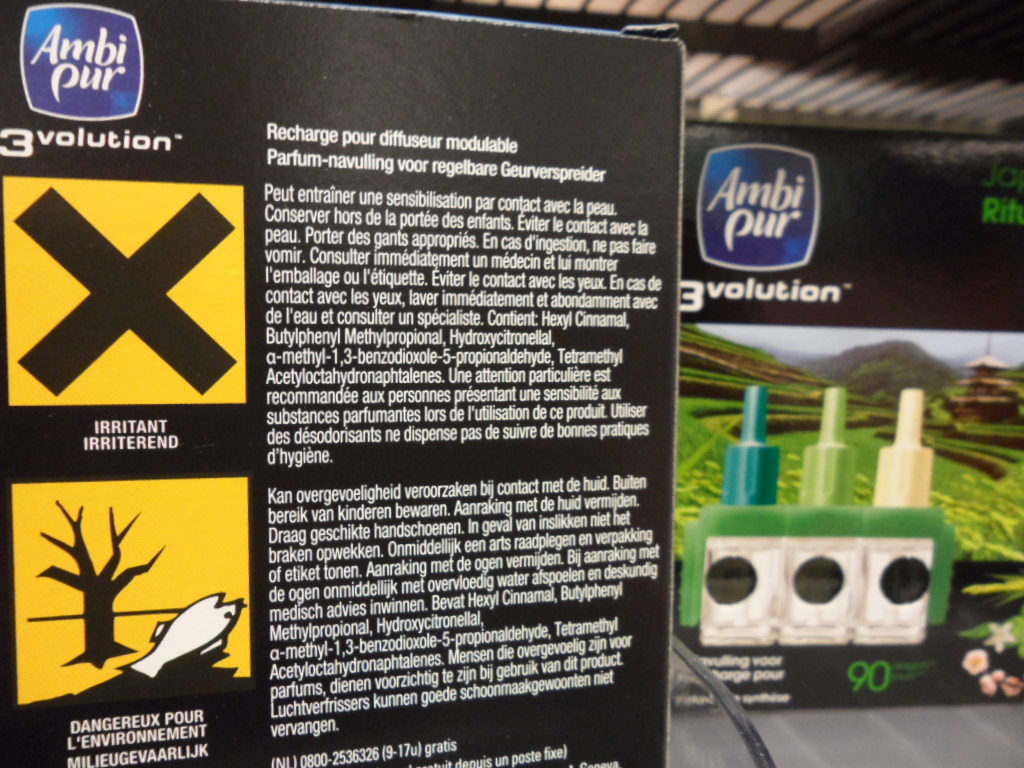 Ambi
pur
3volution™
Recharge pour diffuseur modulable
Parfum-navulling voor regelbare Geurverspreider
Peut entraîner une sensibilisation par contact avec la peau.
Conserver hors de la portée des enfants. Éviter le contact avec la
peau. Porter des gants appropriés. En cas d'ingestion, ne pas faire
vomir. Consulter immédiatement un médecin et lui montrer
l'emballage ou l'étiquette. Éviter le contact avec les yeux. En cas de
contact avec les yeux, laver immédiatement et abondamment avec
de l'eau et consulter un spécialiste. Contient: Hexyl Cinnamal,
Butylphenyl Methylpropional, Hydroxycitronellal,
α-methyl-1,3-benzodioxole-5-propionaldehyde, Tetramethyl
Acetyloctahydronaphtalenes. Une attention particulière est
recommandée aux personnes présentant une sensibilité aux
substances parfumantes lors de l'utilisation de ce produit. Utiliser
des désodorisants ne dispense pas de suivre de bonnes pratiques
d'hygiène.
IRRITANT
IRRITEREND
Kan overgevoeligheid veroorzaken bij contact met de huid. Buiten
bereik van kinderen bewaren. Aanraking met de huid vermijden.
Draag geschikte handschoenen. In geval van inslikken niet het
braken opwekken. Onmiddellijk een arts raadplegen en verpakking
of etiket tonen. Aanraking met de ogen vermijden. Bij aanraking met
de ogen onmiddellijk met overvloedig water afspoelen en deskundig
medisch advies inwinnen. Bevat Hexyl Cinnamal, Butylphenyl
Methylpropional, Hydroxycitronellal,
α-methyl-1,3-benzodioxole-5-propionaldehyde, Tetramethyl
Acetyloctahydronaphtalenes. Mensen die overgevoelig zijn voor
parfums, dienen voorzichtig te zijn bij gebruik van dit product.
Luchtverfrissers kunnen goede schoonmaakgewoonten niet
vervangen.
DANGEREUX POUR
L'ENVIRONNEMENT
MILIEUGEVAARLIJK
(NL) 0800-2536326 (9-17u) gratis
depuis un poste fixe)
Geneva
Ambi
pur
3volution™
voor
pour
90